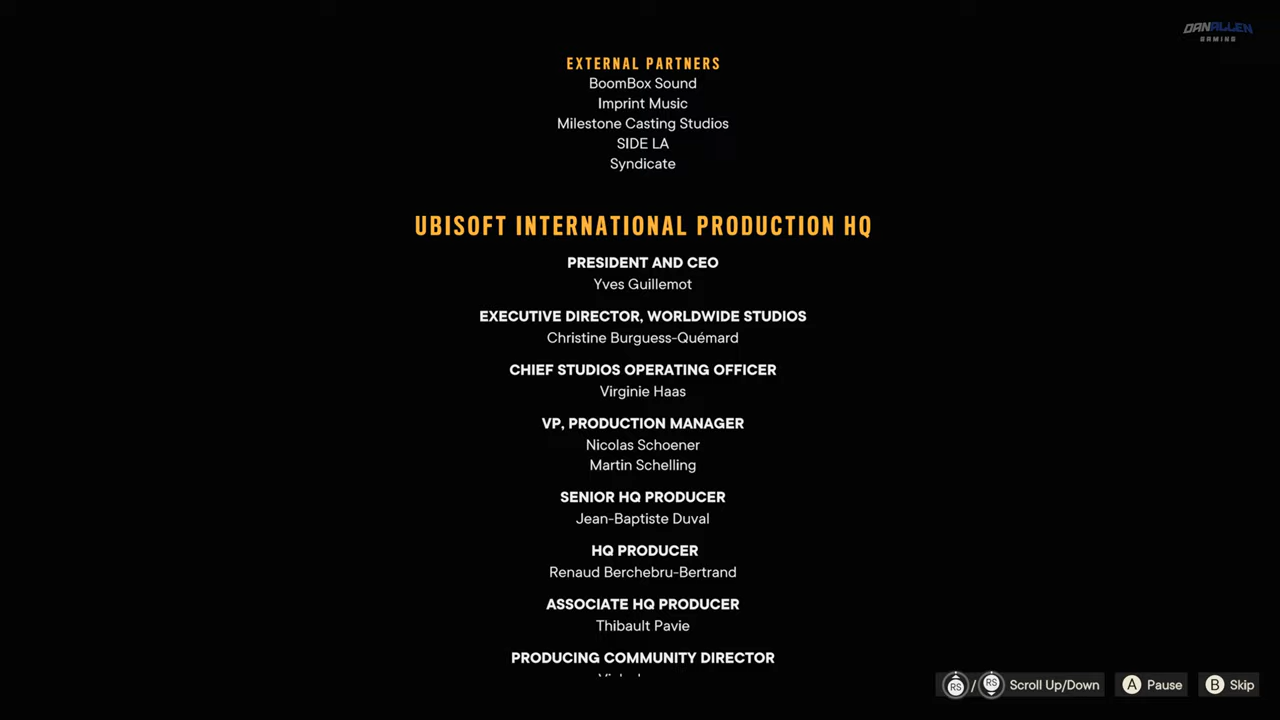 DANALLEN
GAMING
EXTERNAL PARTNERS
BoomBox Sound
Imprint Music
Milestone Casting Studios
SIDE LA
Syndicate
UBISOFT INTERNATIONAL PRODUCTION HQ
PRESIDENT AND CEO
Yves Guillemot
EXECUTIVE DIRECTOR, WORLDWIDE STUDIOS
Christine Burguess-Quémard
CHIEF STUDIOS OPERATING OFFICER
Virginie Haas
VP, PRODUCTION MANAGER
Nicolas Schoener
Martin Schelling
SENIOR HQ PRODUCER
Jean-Baptiste Duval
HQ PRODUCER
Renaud Berchebru-Bertrand
ASSOCIATE HQ PRODUCER
Thibault Pavie
PRODUCING COMMUNITY DIRECTOR
RS / RS Scroll Up/Down A Pause B Skip